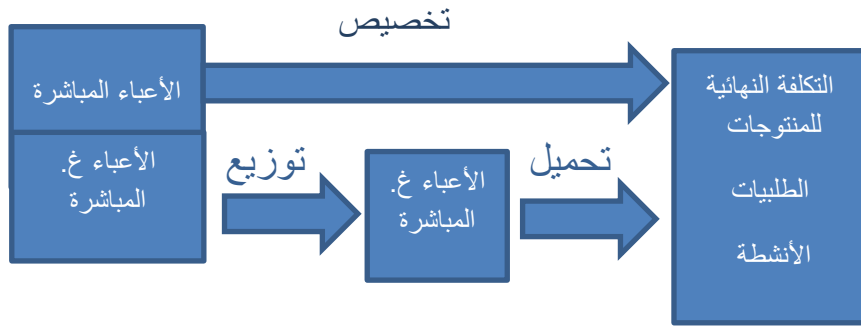 تخصيص
الأعباء المباشرة
الأعباء غ.
المباشرة
توزيع
الأعباء غ.
المباشرة
تحميل
التكلفة النهائية
للمنتوجات
الطلبيات
الأنشطة